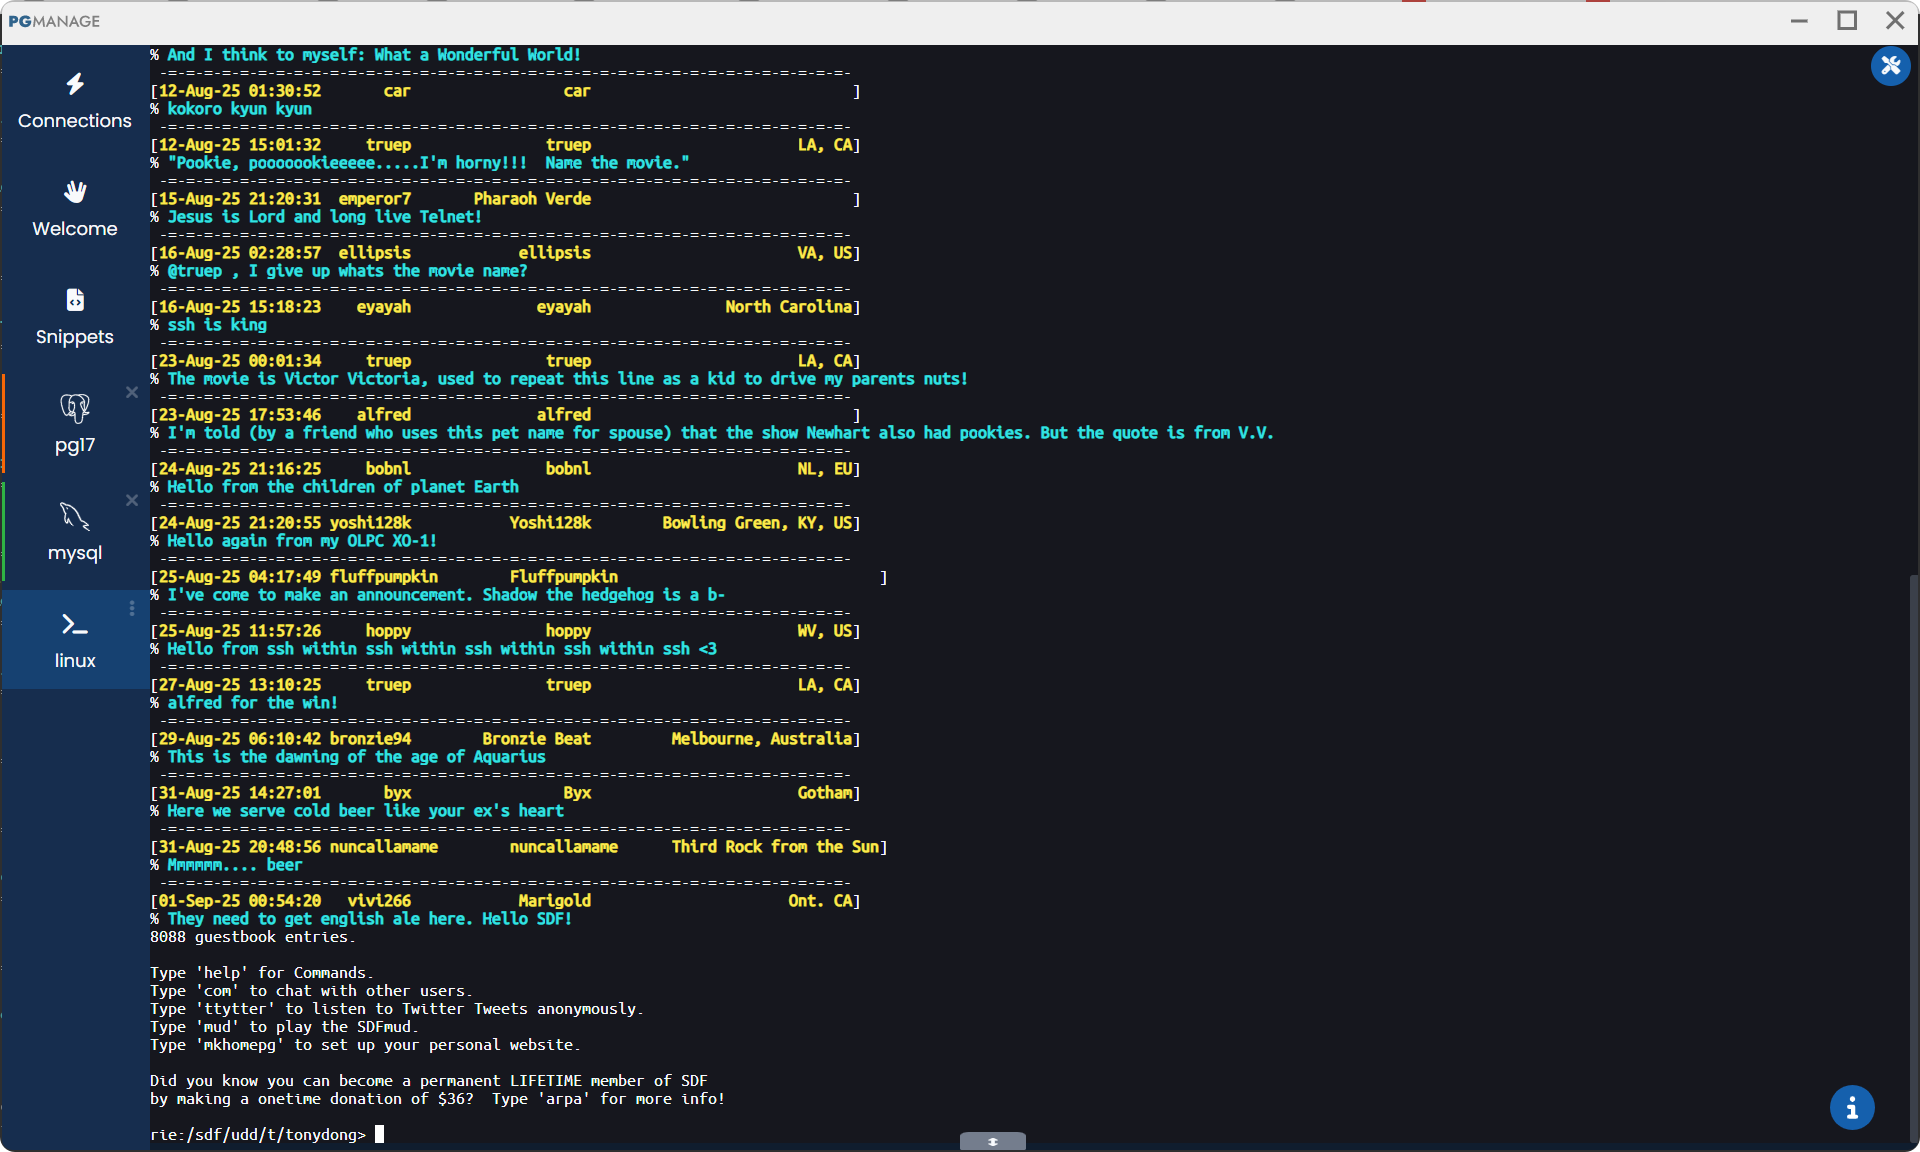 PGMANAGE
Connections
Welcome
Snippets
pg17
mysql
linux
% And I think to myself: What a Wonderful World!
-=-=-=-=-=-=-=-=-=-=-=-=-=-=-=-=-=-=-=-=-=-=-=-=-=-=-=-=-=-=-=-=-=-=-=-=-=-
[12-Aug-25 01:30:52       car                 car                             ]
% kokoro kyun kyun
-=-=-=-=-=-=-=-=-=-=-=-=-=-=-=-=-=-=-=-=-=-=-=-=-=-=-=-=-=-=-=-=-=-=-=-=-=-
[12-Aug-25 15:01:32     truep               truep                       LA, CA]
% "Pookie, pooooookieeeee.....I'm horny!!!  Name the movie."
-=-=-=-=-=-=-=-=-=-=-=-=-=-=-=-=-=-=-=-=-=-=-=-=-=-=-=-=-=-=-=-=-=-=-=-=-=-
[15-Aug-25 21:20:31  emperor7       Pharaoh Verde                             ]
% Jesus is Lord and long live Telnet!
-=-=-=-=-=-=-=-=-=-=-=-=-=-=-=-=-=-=-=-=-=-=-=-=-=-=-=-=-=-=-=-=-=-=-=-=-=-
[16-Aug-25 02:28:57  ellipsis            ellipsis                       VA, US]
% @truep , I give up whats the movie name?
-=-=-=-=-=-=-=-=-=-=-=-=-=-=-=-=-=-=-=-=-=-=-=-=-=-=-=-=-=-=-=-=-=-=-=-=-=-
[16-Aug-25 15:18:23    eyayah              eyayah               North Carolina]
% ssh is king
-=-=-=-=-=-=-=-=-=-=-=-=-=-=-=-=-=-=-=-=-=-=-=-=-=-=-=-=-=-=-=-=-=-=-=-=-=-
[23-Aug-25 00:01:34     truep               truep                       LA, CA]
% The movie is Victor Victoria, used to repeat this line as a kid to drive my parents nuts!
-=-=-=-=-=-=-=-=-=-=-=-=-=-=-=-=-=-=-=-=-=-=-=-=-=-=-=-=-=-=-=-=-=-=-=-=-=-
[23-Aug-25 17:53:46    alfred              alfred                             ]
% I'm told (by a friend who uses this pet name for spouse) that the show Newhart also had pookies. But the quote is from V.V.
-=-=-=-=-=-=-=-=-=-=-=-=-=-=-=-=-=-=-=-=-=-=-=-=-=-=-=-=-=-=-=-=-=-=-=-=-=-
[24-Aug-25 21:16:25     bobnl               bobnl                       NL, EU]
% Hello from the children of planet Earth
-=-=-=-=-=-=-=-=-=-=-=-=-=-=-=-=-=-=-=-=-=-=-=-=-=-=-=-=-=-=-=-=-=-=-=-=-=-
[24-Aug-25 21:20:55 yoshi128k           Yoshi128k        Bowling Green, KY, US]
% Hello again from my OLPC XO-1!
-=-=-=-=-=-=-=-=-=-=-=-=-=-=-=-=-=-=-=-=-=-=-=-=-=-=-=-=-=-=-=-=-=-=-=-=-=-
[25-Aug-25 04:17:49 fluffpumpkin        Fluffpumpkin                             ]
% I've come to make an announcement. Shadow the hedgehog is a b-
-=-=-=-=-=-=-=-=-=-=-=-=-=-=-=-=-=-=-=-=-=-=-=-=-=-=-=-=-=-=-=-=-=-=-=-=-=-
[25-Aug-25 11:57:26     hoppy               hoppy                       WV, US]
% Hello from ssh within ssh within ssh within ssh within ssh <3
-=-=-=-=-=-=-=-=-=-=-=-=-=-=-=-=-=-=-=-=-=-=-=-=-=-=-=-=-=-=-=-=-=-=-=-=-=-
[27-Aug-25 13:10:25     truep               truep                       LA, CA]
% alfred for the win!
-=-=-=-=-=-=-=-=-=-=-=-=-=-=-=-=-=-=-=-=-=-=-=-=-=-=-=-=-=-=-=-=-=-=-=-=-=-
[29-Aug-25 06:10:42 bronzie94        Bronzie Beat         Melbourne, Australia]
% This is the dawning of the age of Aquarius
-=-=-=-=-=-=-=-=-=-=-=-=-=-=-=-=-=-=-=-=-=-=-=-=-=-=-=-=-=-=-=-=-=-=-=-=-=-
[31-Aug-25 14:27:01       byx                 Byx                       Gotham]
% Here we serve cold beer like your ex's heart
-=-=-=-=-=-=-=-=-=-=-=-=-=-=-=-=-=-=-=-=-=-=-=-=-=-=-=-=-=-=-=-=-=-=-=-=-=-
[31-Aug-25 20:48:56 nuncallamame        nuncallamame      Third Rock from the Sun]
% Mmmmmm.... beer
-=-=-=-=-=-=-=-=-=-=-=-=-=-=-=-=-=-=-=-=-=-=-=-=-=-=-=-=-=-=-=-=-=-=-=-=-=-
[01-Sep-25 00:54:20   vivi266            Marigold                      Ont. CA]
% They need to get english ale here. Hello SDF!
8088 guestbook entries.
Type 'help' for Commands.
Type 'com' to chat with other users.
Type 'ttytter' to listen to Twitter Tweets anonymously.
Type 'mud' to play the SDFmud.
Type 'mkhomepg' to set up your personal website.
Did you know you can become a permanent LIFETIME member of SDF
by making a onetime donation of $36?  Type 'arpa' for more info!
rie:/sdf/udd/t/tonydong>